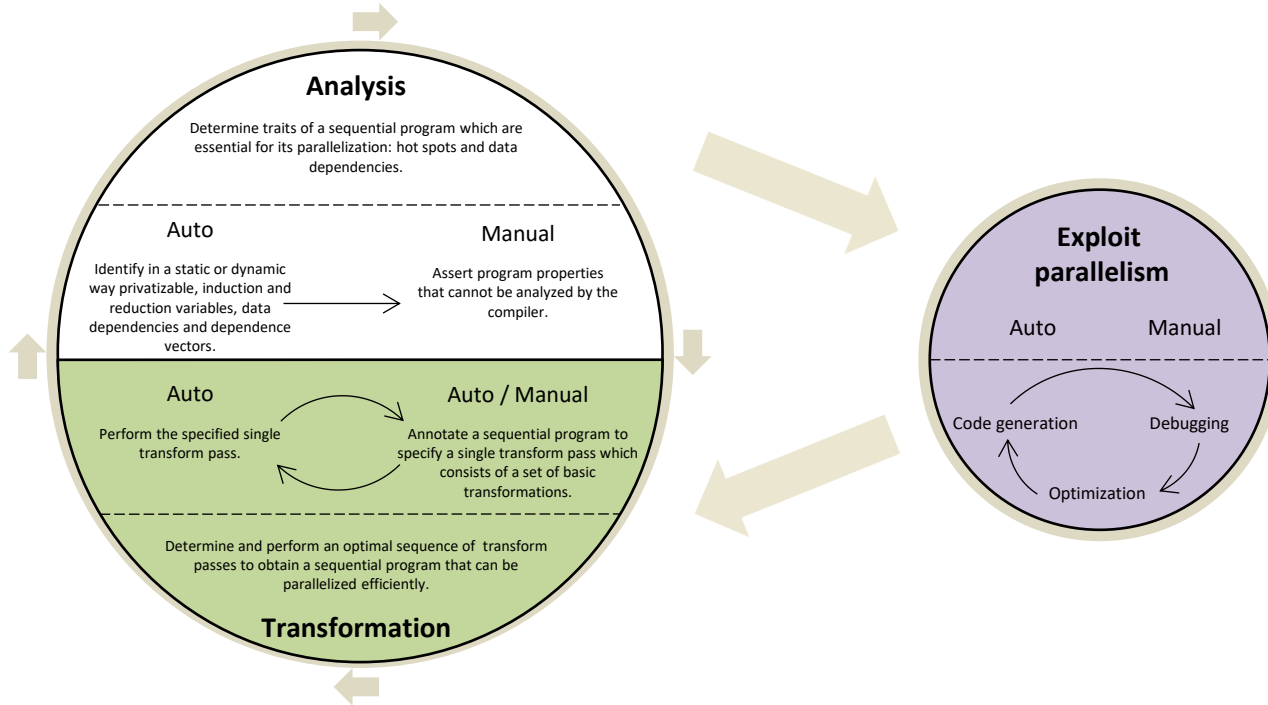 Analysis
Determine traits of a sequential program which are
essential for its parallelization: hot spots and data
dependencies.
Auto
Identify in a static or dynamic
way privatizable, induction and
reduction variables, data
dependencies and dependence
vectors.
Manual
Assert program properties
that cannot be analyzed by the
compiler.
Auto
Perform the specified single
transform pass.
Auto / Manual
Annotate a sequential program to
specify a single transform pass which
consists of a set of basic
transformations.
Determine and perform an optimal sequence of transform
passes to obtain a sequential program that can be
parallelized efficiently.
Transformation
Exploit
parallelism
Auto
Manual
Code generation
Debugging
Optimization